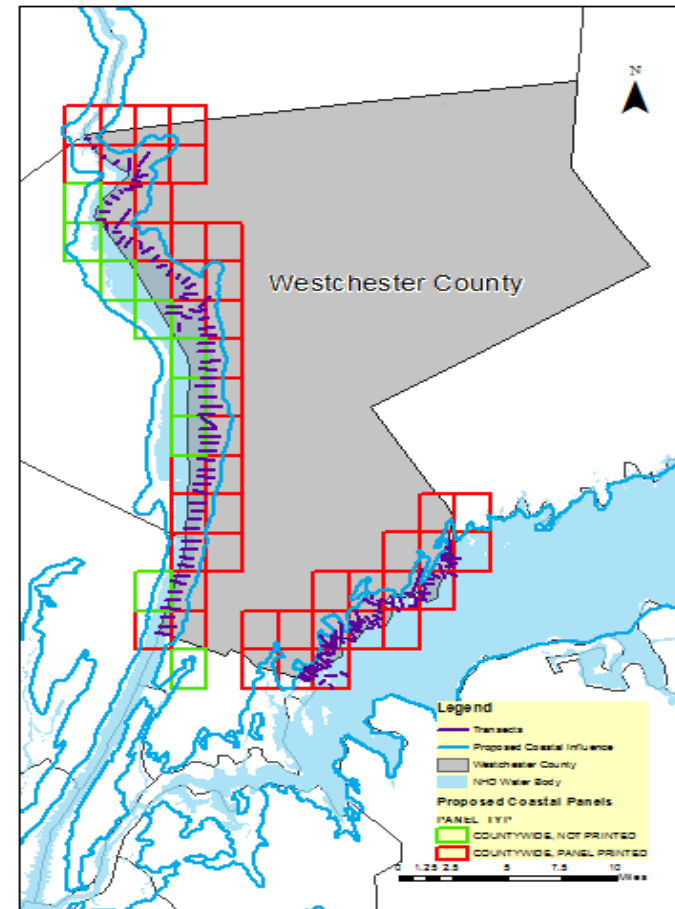 N
Westchester County
Legend
Transects
Proposed Coastal Influence
Westchester County
NHD Water Body
Proposed Coastal Panels
PANEL_TYP
COUNTYWIDE, NOT PRINTED
COUNTYWIDE, PANEL PRINTED
0 1.25 2.5 5 7.5 10
Miles